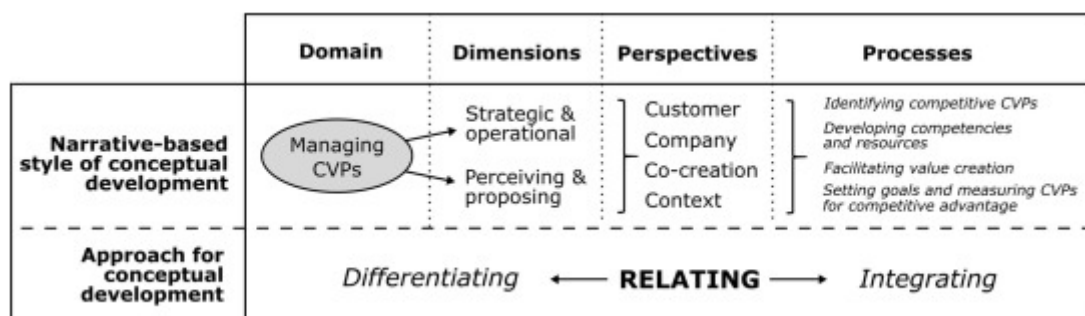 Domain
Dimensions
Perspectives
Processes
Narrative-based
style of conceptual
development
Managing
CVPs
Strategic &
operational
Perceiving &
proposing
Customer
Company
Co-creation
Context
Identifying competitive CVPs
Developing competencies
and resources
Facilitating value creation
Setting goals and measuring CVPs
for competitive advantage
Approach for
conceptual
development
Differentiating
RELATING
Integrating